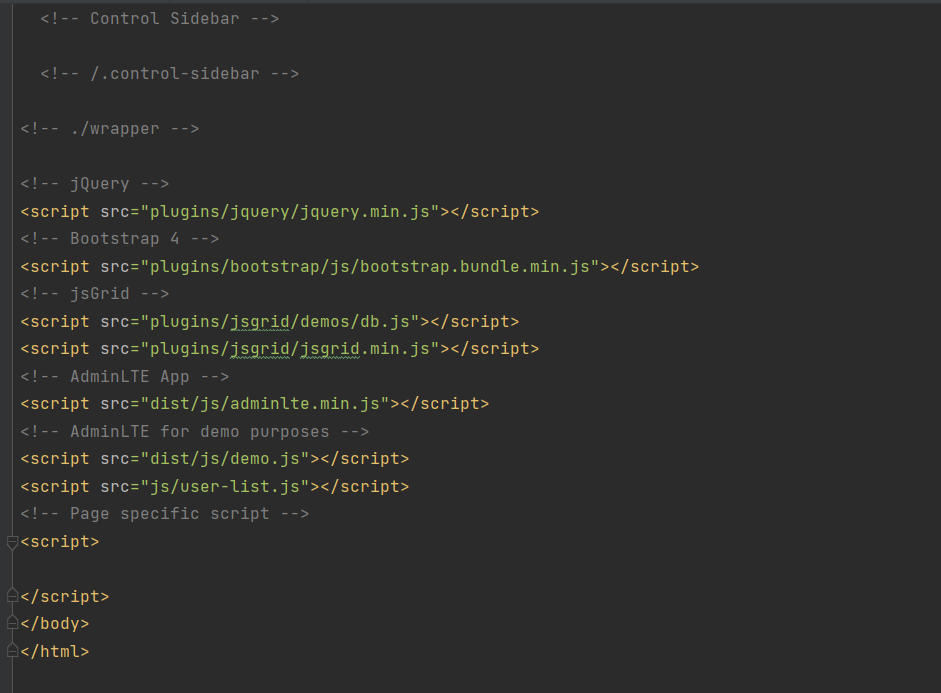 <!-- Control Sidebar -->
<!-- /.control-sidebar -->
<!-- ./wrapper -->
<!-- jQuery -->
<script src="plugins/jquery/jquery.min.js"></script>
<!-- Bootstrap 4 -->
<script src="plugins/bootstrap/js/bootstrap.bundle.min.js"></script>
<!-- jsGrid -->
<script src="plugins/jsgrid/demos/db.js"></script>
<script src="plugins/jsgrid/jsgrid.min.js"></script>
<!-- AdminLTE App -->
<script src="dist/js/adminlte.min.js"></script>
<!-- AdminLTE for demo purposes -->
<script src="dist/js/demo.js"></script>
<script src="js/user-list.js"></script>
<!-- Page specific script -->
<script>
</script>
</body>
</html>